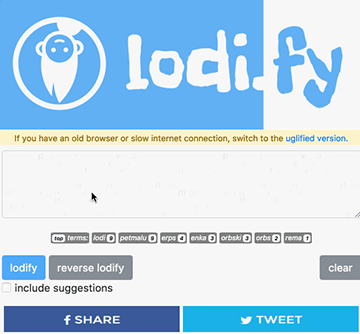 lodi.fy
If you have an old browser or slow internet connection, switch to the uglified version.
top terms: lodi 9 petmalu 9 erps 4 enka 3 orbski 3 orbs 2 rema 1
lodify reverse lodify clear
include suggestions
SHARE TWEET